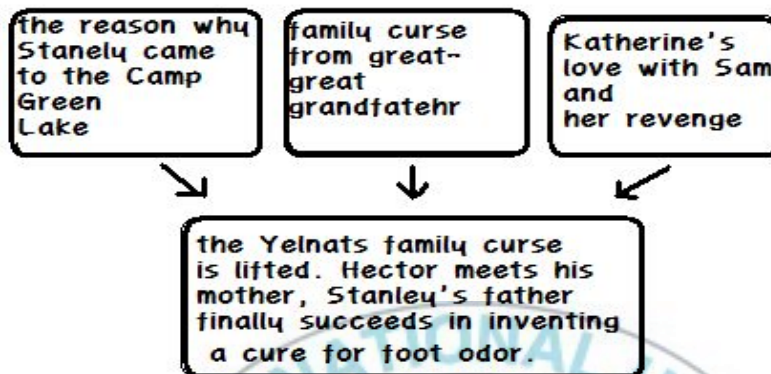 the reason why
Stanely came
to the Camp
Green
Lake
family curse
from great-
great
grandfatehr
Katherine's
love with Sam
and
her revenge
the Yelnats family curse
is lifted. Hector meets his
mother, Stanley's father
finally succeeds in inventing
a cure for foot odor.
NATIONAL